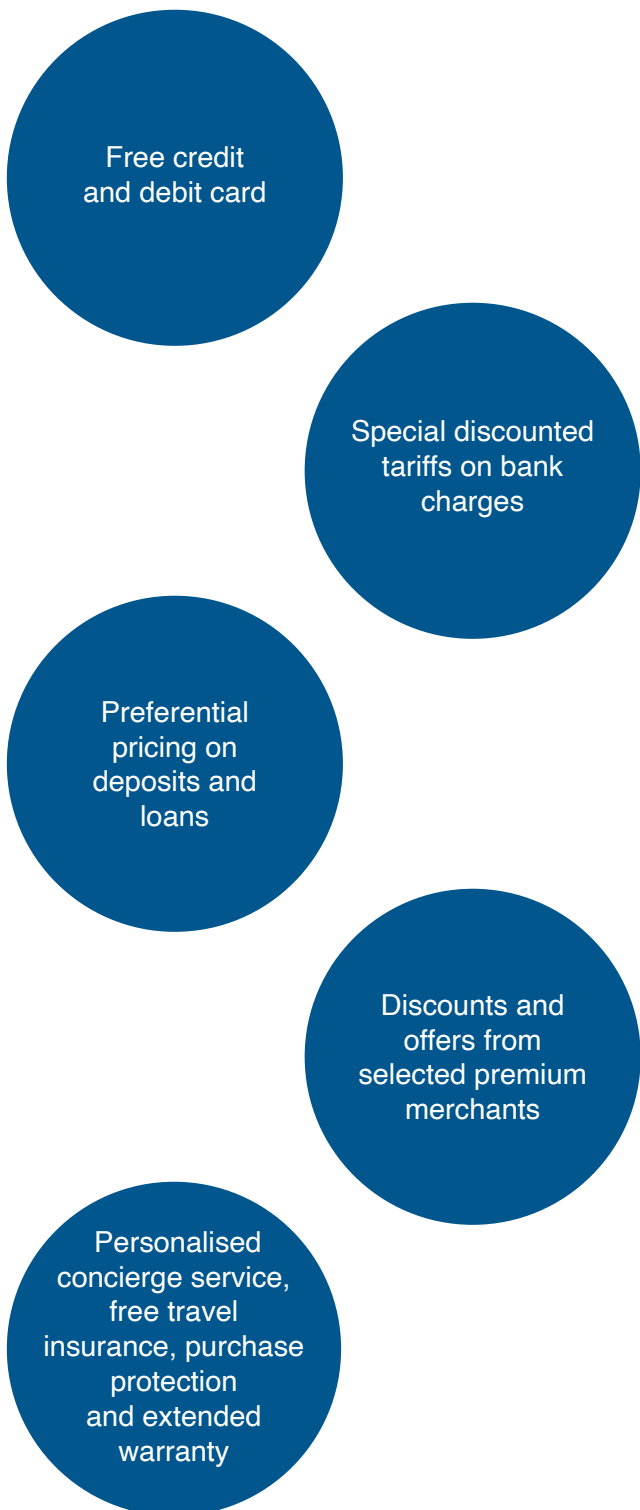 Free credit
and debit card
Special discounted
tariffs on bank
charges
Preferential
pricing on
deposits and
loans
Discounts and
offers from
selected premium
merchants
Personalised
concierge service,
free travel
insurance, purchase
protection
and extended
warranty